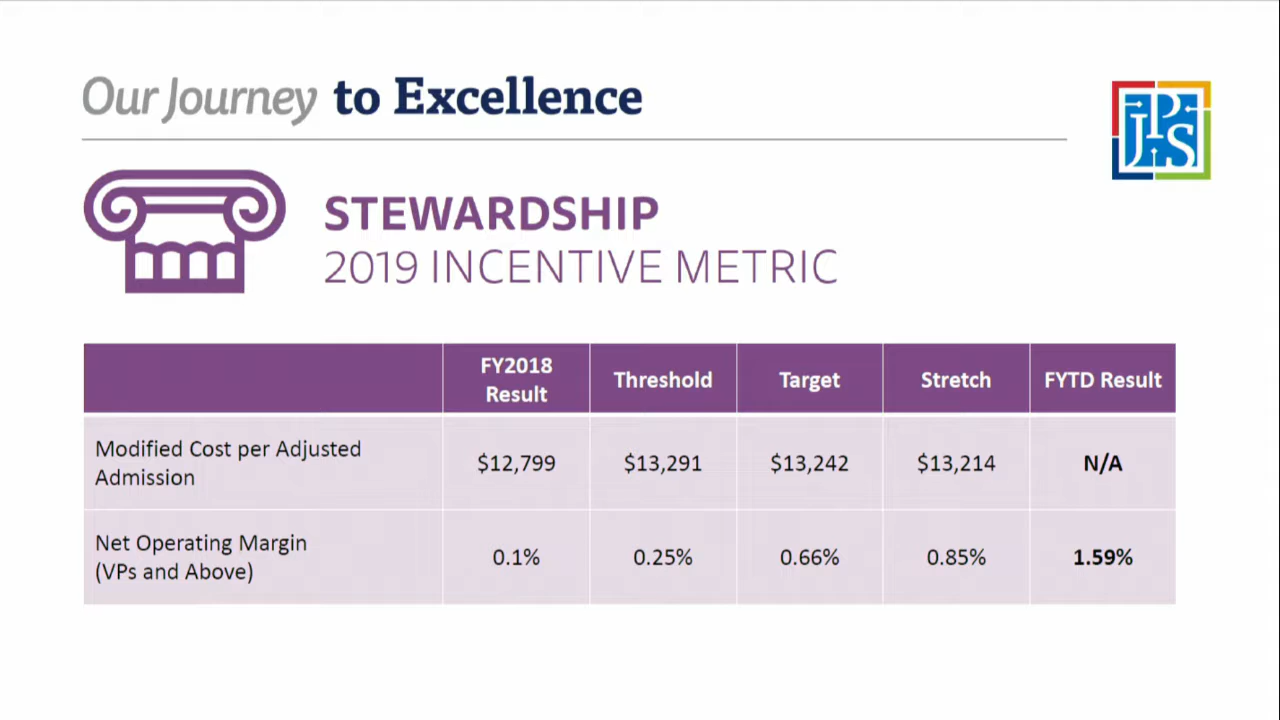 Our Journey to Excellence
JPS
STEWARDSHIP
2019 INCENTIVE METRIC
FY2018 Result Threshold Target Stretch FYTD Result
Modified Cost per Adjusted Admission $12,799 $13,291 $13,242 $13,214 N/A
Net Operating Margin (VPs and Above) 0.1% 0.25% 0.66% 0.85% 1.59%